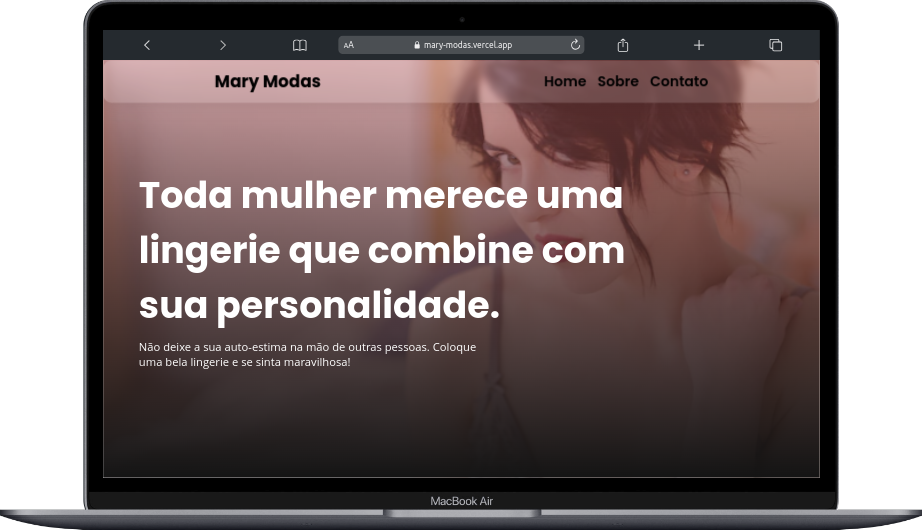 AA
mary-modas.vercel.app
Mary Modas
Home Sobre Contato
Toda mulher merece uma
lingerie que combine com
sua personalidade.
Não deixe a sua auto-estima na mão de outras pessoas. Coloque
uma bela lingerie e se sinta maravilhosa!
MacBook Air